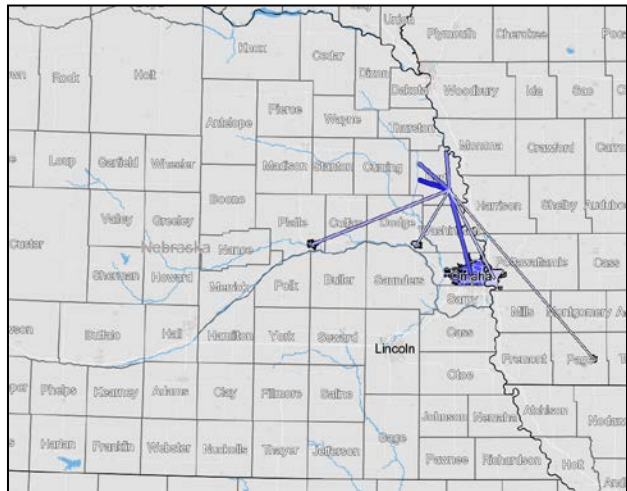 Union Plymouth Cherokee
Knox Cedar
Rock Holt Dixon
Dakota Woodbury Ida Sac
Antelope Pierce Wayne Thurston
Monona Crawford
Loup Garfield Wheeler Madison Stanton Cuming
Harrison Shelby Audubon
Boone
Valley Greeley Platte Colfax Dodge Washington
Custer Nebraska Nance
Pottawattamie Cass
Sherman Howard Merrick Polk Butler Saunders Omaha
Sarpy Mills Montgomery
Buffalo Hall Hamilton York Seward Lincoln Cass
Fremont Page
Otoe
Phelps Kearney Adams Clay Fillmore Saline
Johnson Nemaha Atchison
Gage
Harlan Franklin Webster Nuckolls Thayer Jefferson
Pawnee Richardson Holt